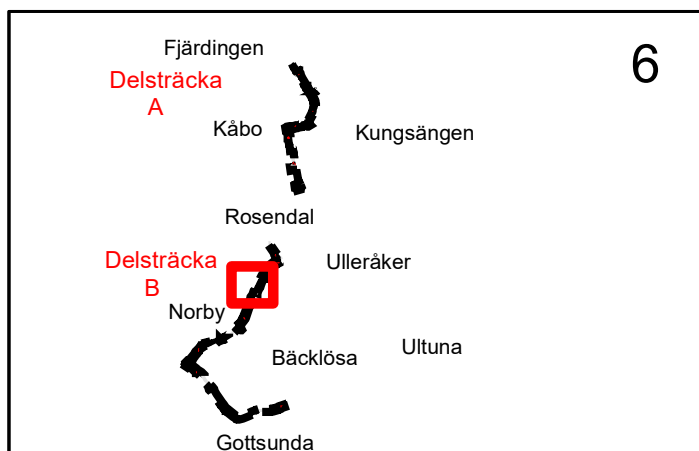 Fjärdingen
6
Delsträcka
A
Kåbo
Kungsängen
Rosendal
Delsträcka
B
Ulleråker
Norby
Bäcklösa
Ultuna
Gottsunda